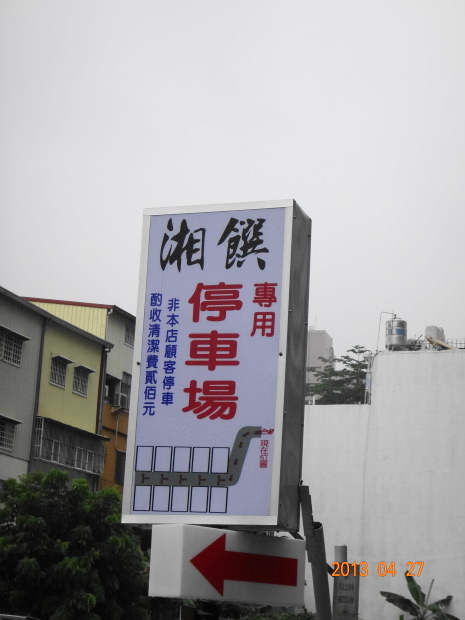 湘饌
專用
停車場
非本店顧客停車
酌收清潔費貳佰元
現在位置
2013 04 27